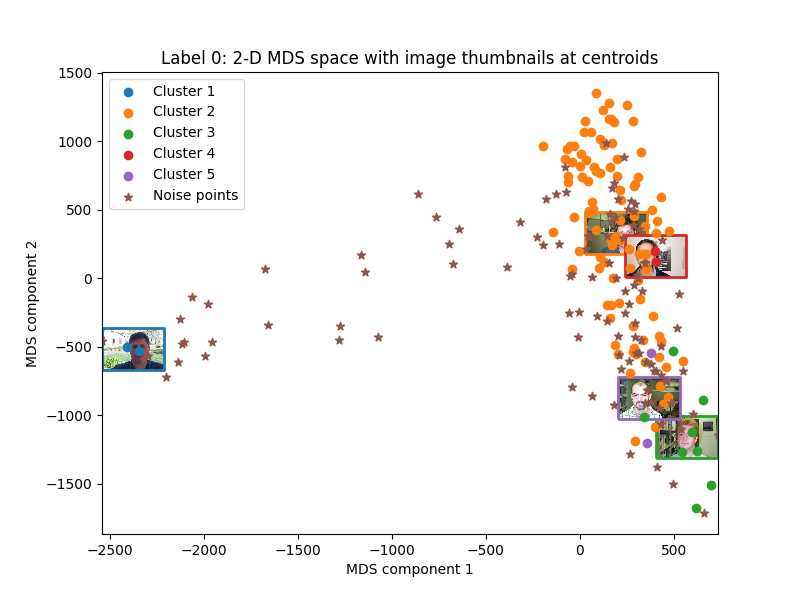 Label 0: 2-D MDS space with image thumbnails at centroids
1500
1000
500
0
−500
−1000
−1500
MDS component 2
Cluster 1
Cluster 2
Cluster 3
Cluster 4
Cluster 5
Noise points
−2500 −2000 −1500 −1000 −500 0 500
MDS component 1